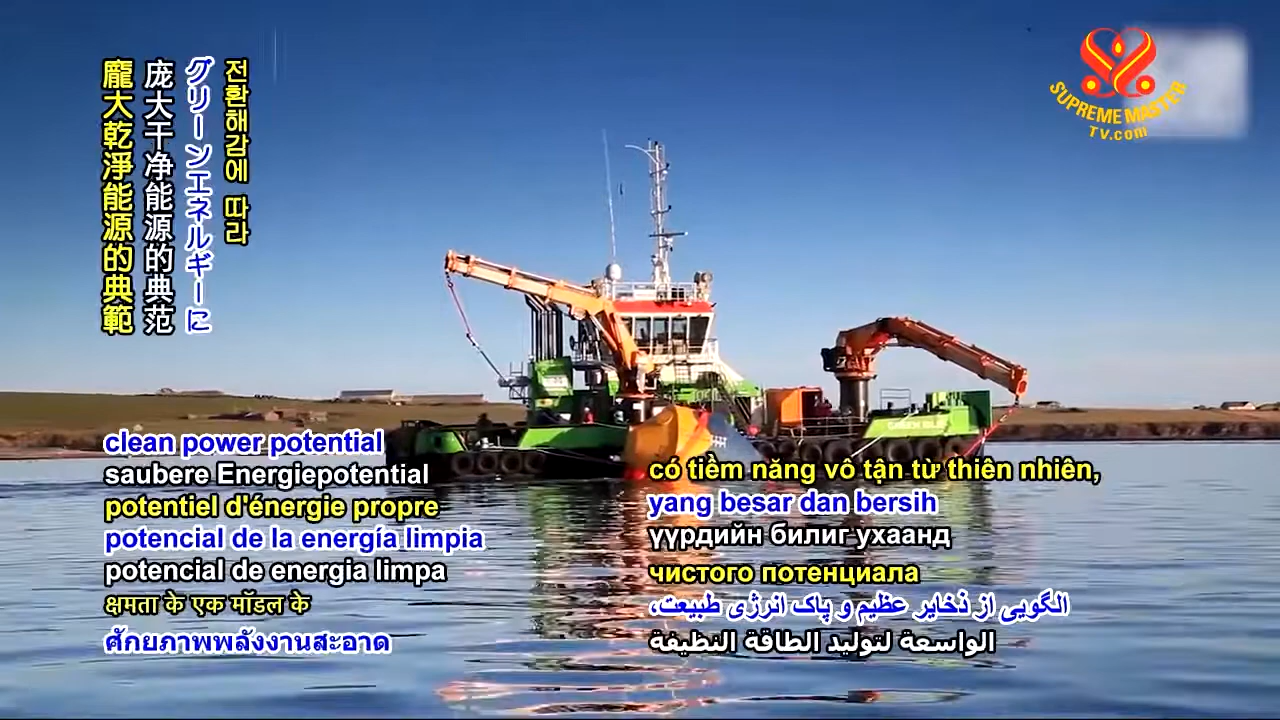 전환해감에 따라
グリーンエネルギーに
庞大干净能源的典范
龐大乾淨能源的典範
SUPREME MASTER
TV.com
clean power potential
saubere Energiepotential
potentiel d'énergie propre
potencial de la energía limpia
potencial de energia limpa
क्षमता के एक मॉडल के
ศักยภาพพลังงานสะอาด
có tiềm năng vô tận từ thiên nhiên,
yang besar dan bersih
үүрдийн билиг ухаанд
чистого потенциала
الگویی از ذخایر عظیم و پاک انرژی طبیعت،
الواسعة لتوليد الطاقة النظيفة
GREEN ISLE